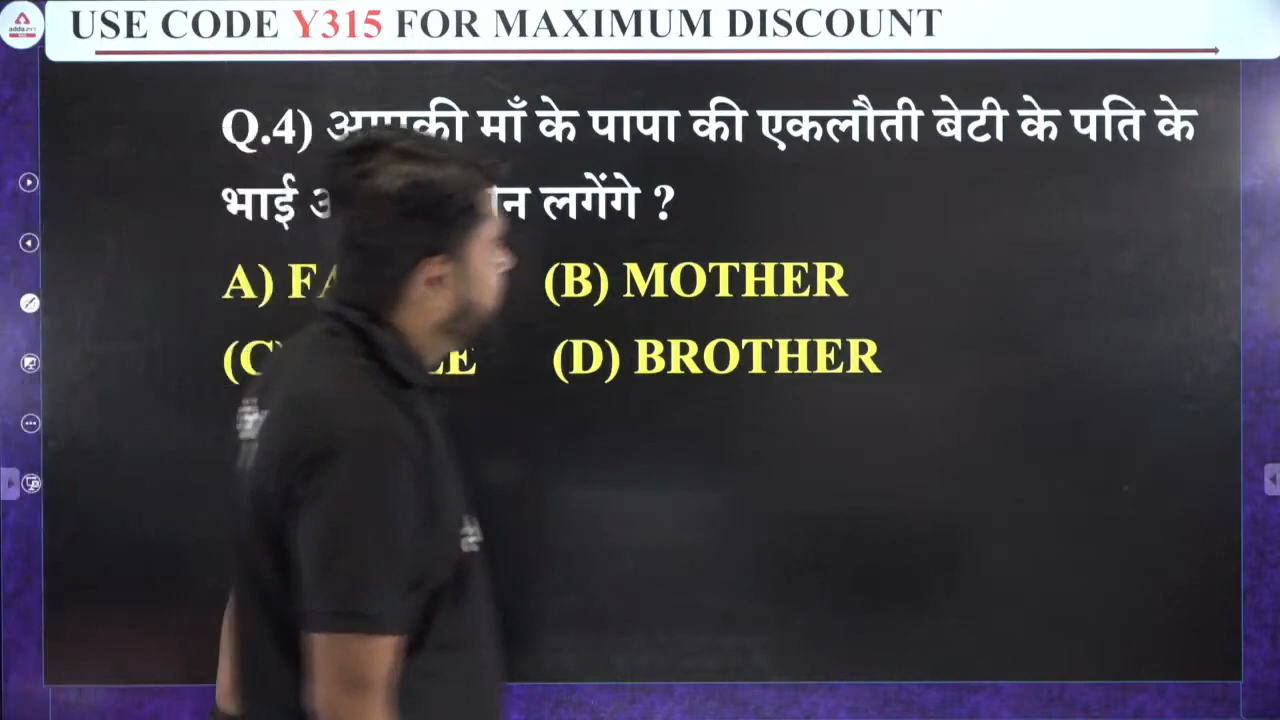 USE CODE Y315 FOR MAXIMUM DISCOUNT
Q.4) माँ के पापा की एकलौती बेटी के पति के
भाई लगेंगे ?
A) (B) MOTHER
(D) BROTHER